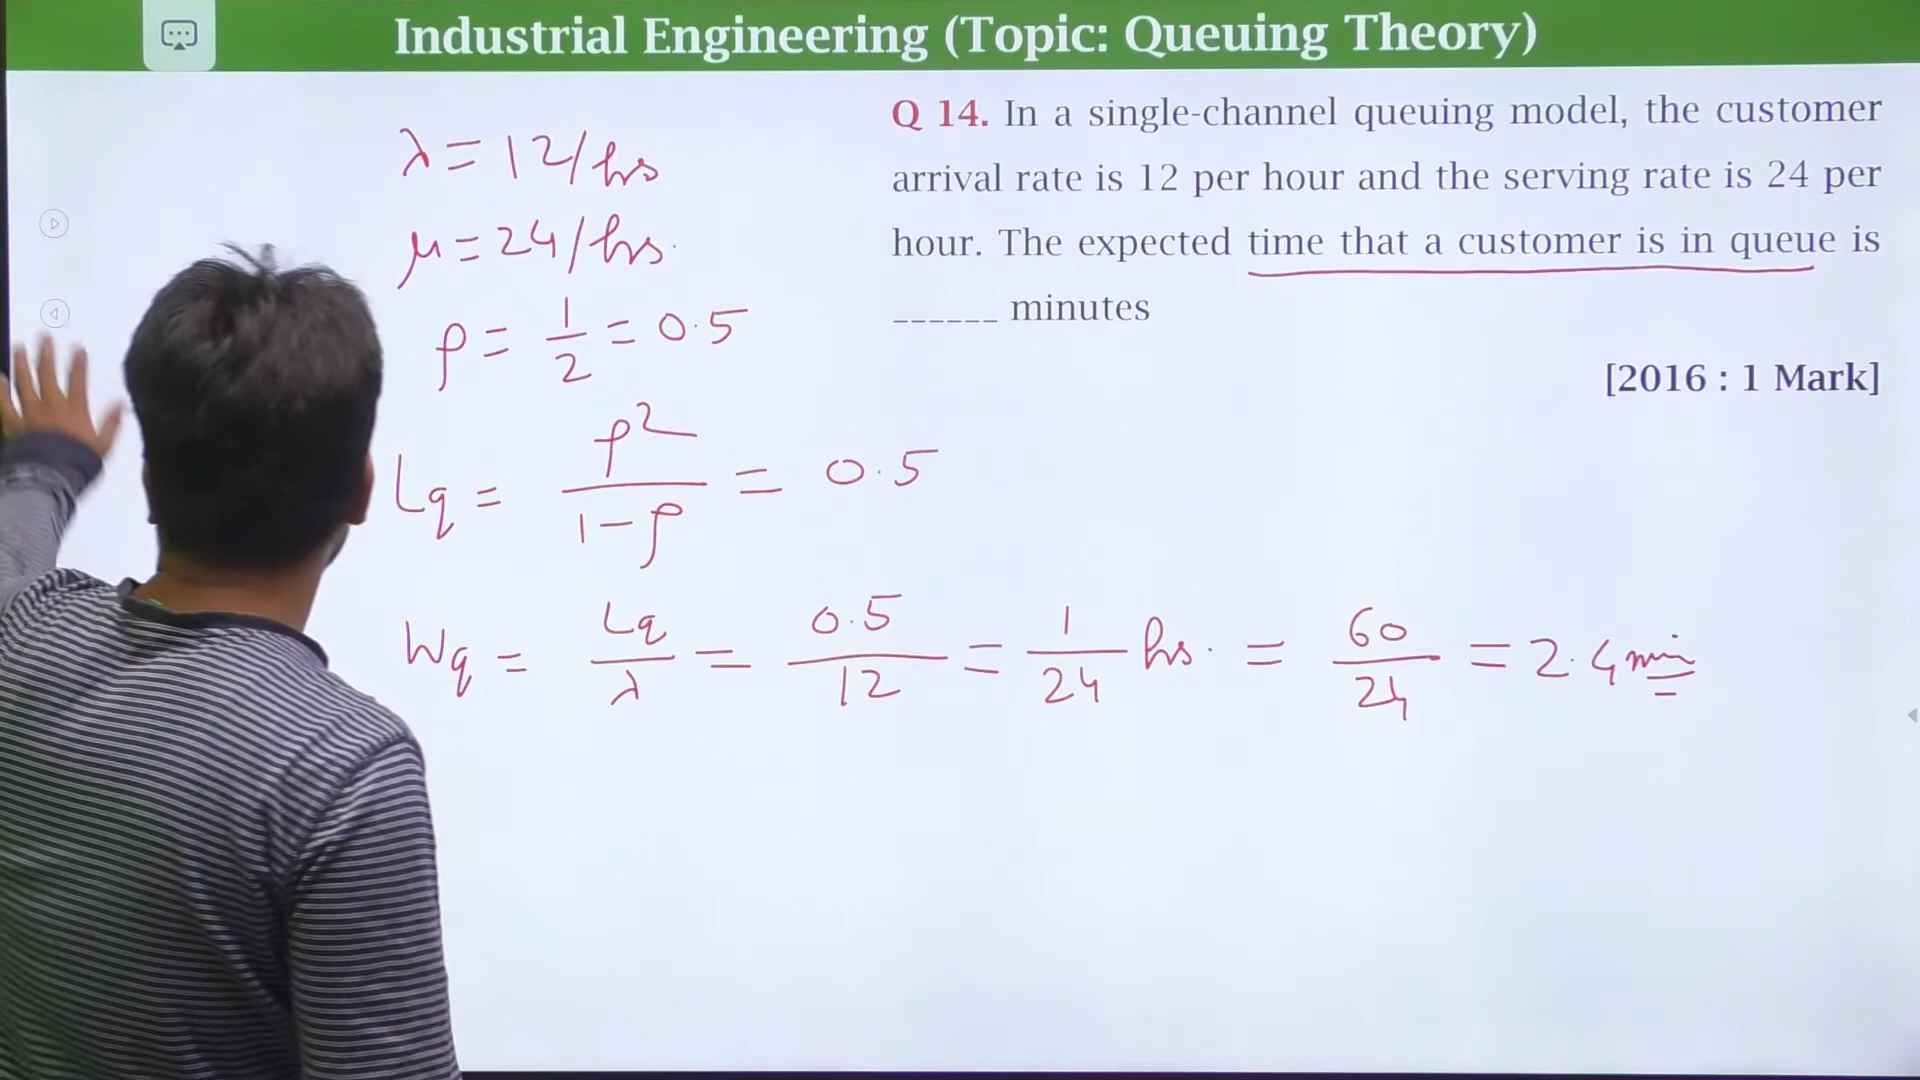 Industrial Engineering (Topic: Queuing Theory)
Q 14. In a single-channel queuing model, the customer
arrival rate is 12 per hour and the serving rate is 24 per
hour. The expected time that a customer is in queue is
______ minutes
[2016 : 1 Mark]
λ = 12/hs
μ = 24/hs.
ρ = 1/2 = 0.5
Lq = ρ²/1-ρ = 0.5
Wq = Lq/λ = 0.5/12 = 1/24 hs. = 60/24 = 2.4 min